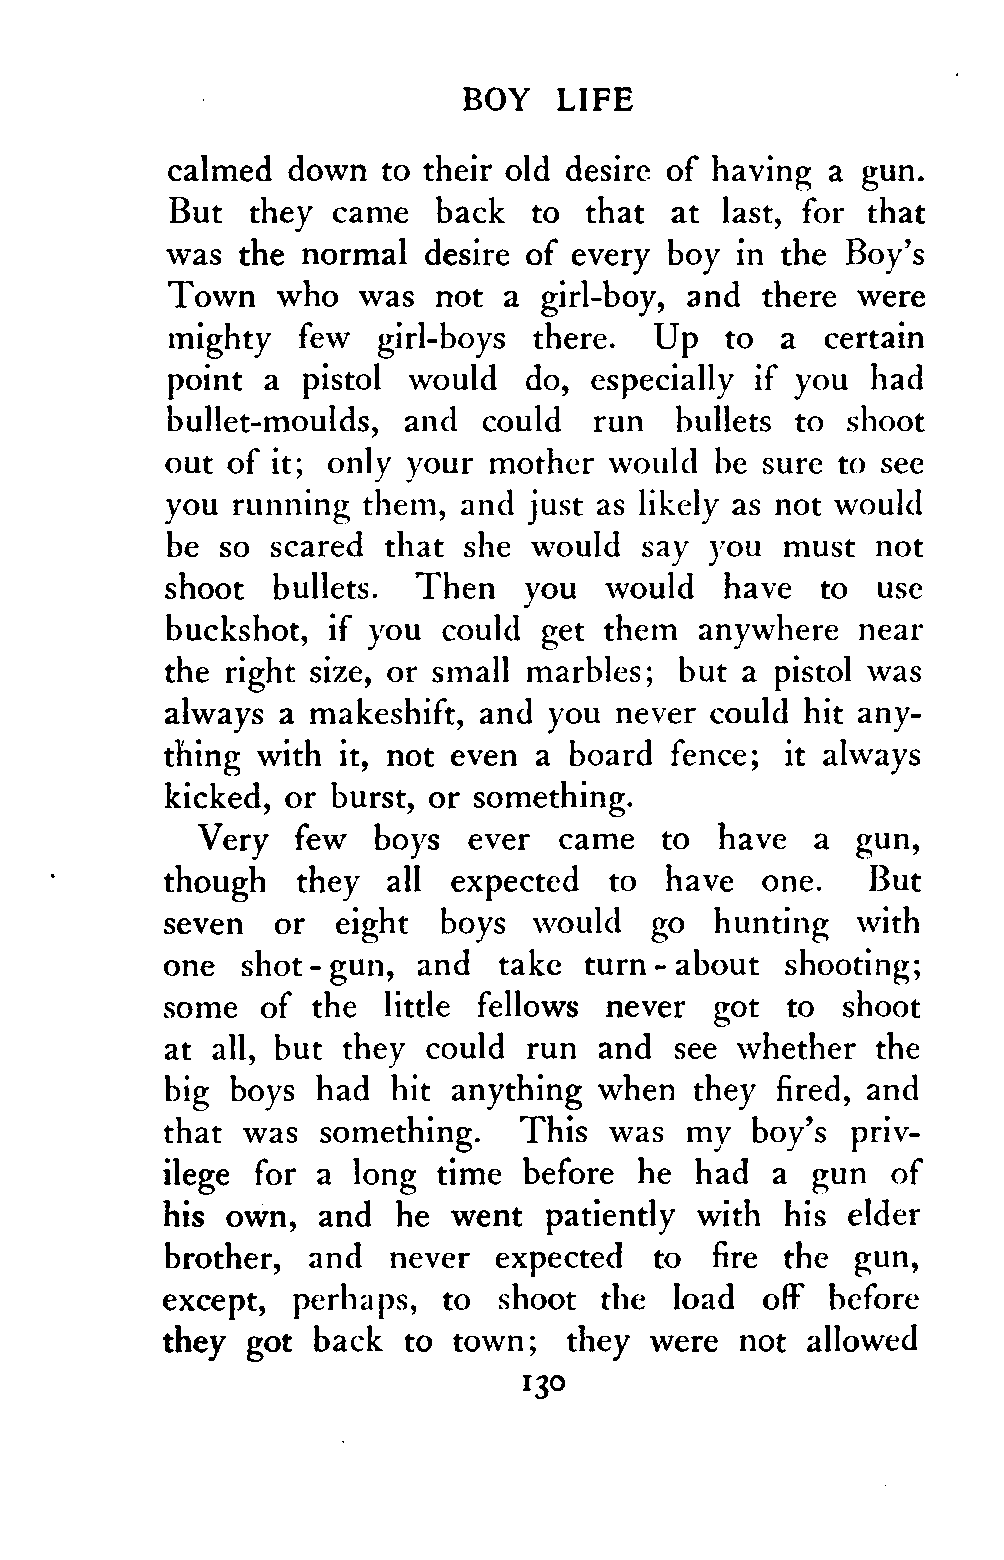 BOY LIFE
calmed down to their old desire of having a gun.
But they came back to that at last, for that
was the normal desire of every boy in the Boy's
Town who was not a girl-boy, and there were
mighty few girl-boys there. Up to a certain
point a pistol would do, especially if you had
bullet-moulds, and could run bullets to shoot
out of it; only your mother would be sure to see
you running them, and just as likely as not would
be so scared that she would say you must not
shoot bullets. Then you would have to use
buckshot, if you could get them anywhere near
the right size, or small marbles; but a pistol was
always a makeshift, and you never could hit any-
thing with it, not even a board fence; it always
kicked, or burst, or something.
Very few boys ever came to have a gun,
though they all expected to have one. But
seven or eight boys would go hunting with
one shot-gun, and take turn-about shooting;
some of the little fellows never got to shoot
at all, but they could run and see whether the
big boys had hit anything when they fired, and
that was something. This was my boy's priv-
ilege for a long time before he had a gun of
his own, and he went patiently with his elder
brother, and never expected to fire the gun,
except, perhaps, to shoot the load off before
they got back to town; they were not allowed
130